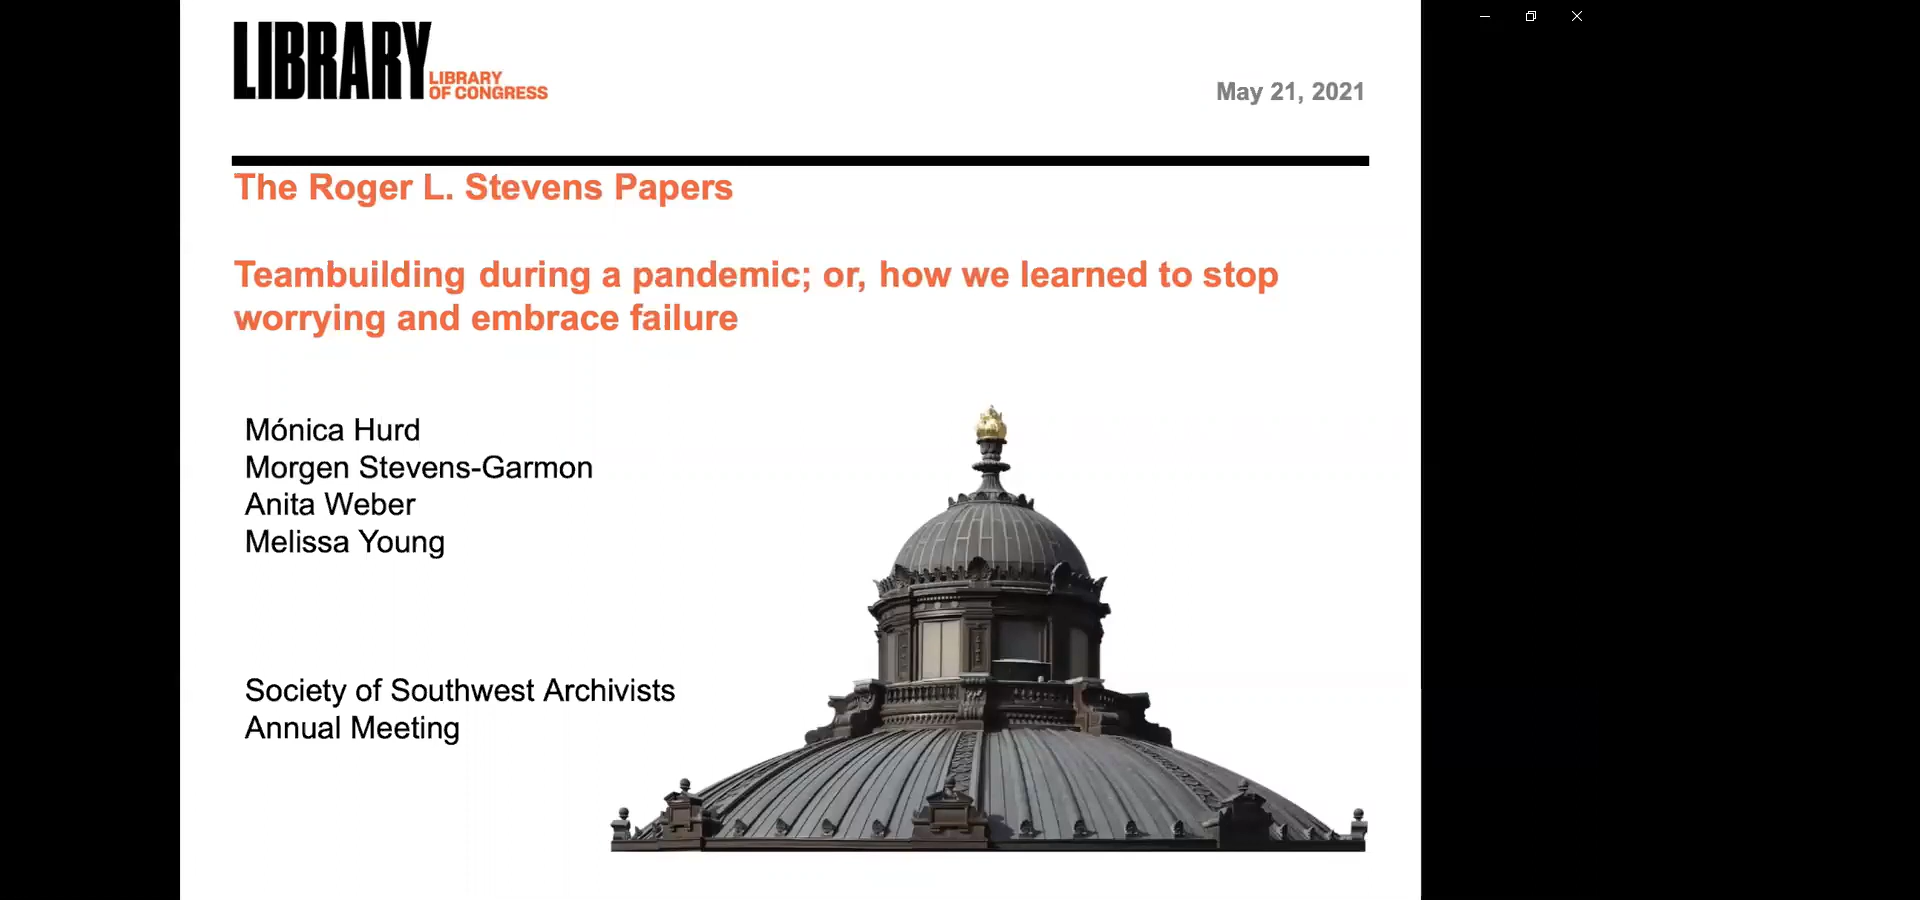 LIBRARY
LIBRARY
OF CONGRESS
May 21, 2021
The Roger L. Stevens Papers
Teambuilding during a pandemic; or, how we learned to stop
worrying and embrace failure
Mónica Hurd
Morgen Stevens-Garmon
Anita Weber
Melissa Young
Society of Southwest Archivists
Annual Meeting